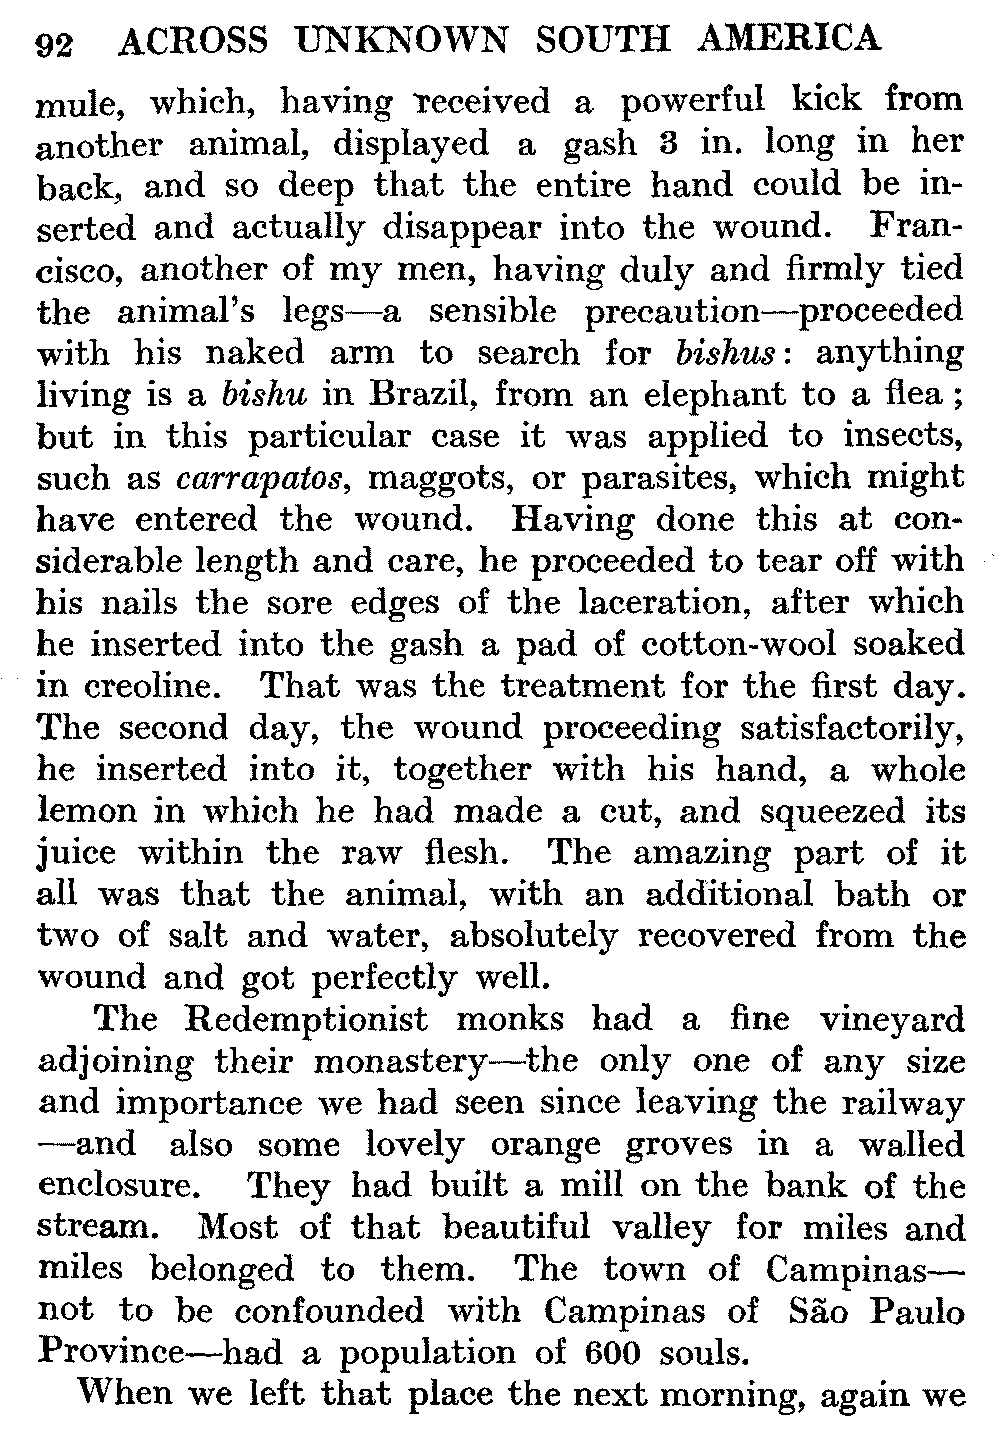 92 ACROSS UNKNOWN SOUTH AMERICA
mule, which, having received a powerful kick from
another animal, displayed a gash 3 in. long in her
back, and so deep that the entire hand could be in-
serted and actually disappear into the wound. Fran-
cisco, another of my men, having duly and firmly tied
the animal's legs—a sensible precaution—proceeded
with his naked arm to search for bishus: anything
living is a bishu in Brazil, from an elephant to a flea;
but in this particular case it was applied to insects,
such as carrapatos, maggots, or parasites, which might
have entered the wound. Having done this at con-
siderable length and care, he proceeded to tear off with
his nails the sore edges of the laceration, after which
he inserted into the gash a pad of cotton-wool soaked
in creoline. That was the treatment for the first day.
The second day, the wound proceeding satisfactorily,
he inserted into it, together with his hand, a whole
lemon in which he had made a cut, and squeezed its
juice within the raw flesh. The amazing part of it
all was that the animal, with an additional bath or
two of salt and water, absolutely recovered from the
wound and got perfectly well.
The Redemptionist monks had a fine vineyard
adjoining their monastery—the only one of any size
and importance we had seen since leaving the railway
—and also some lovely orange groves in a walled
enclosure. They had built a mill on the bank of the
stream. Most of that beautiful valley for miles and
miles belonged to them. The town of Campinas—
not to be confounded with Campinas of São Paulo
Province—had a population of 600 souls.
When we left that place the next morning, again we